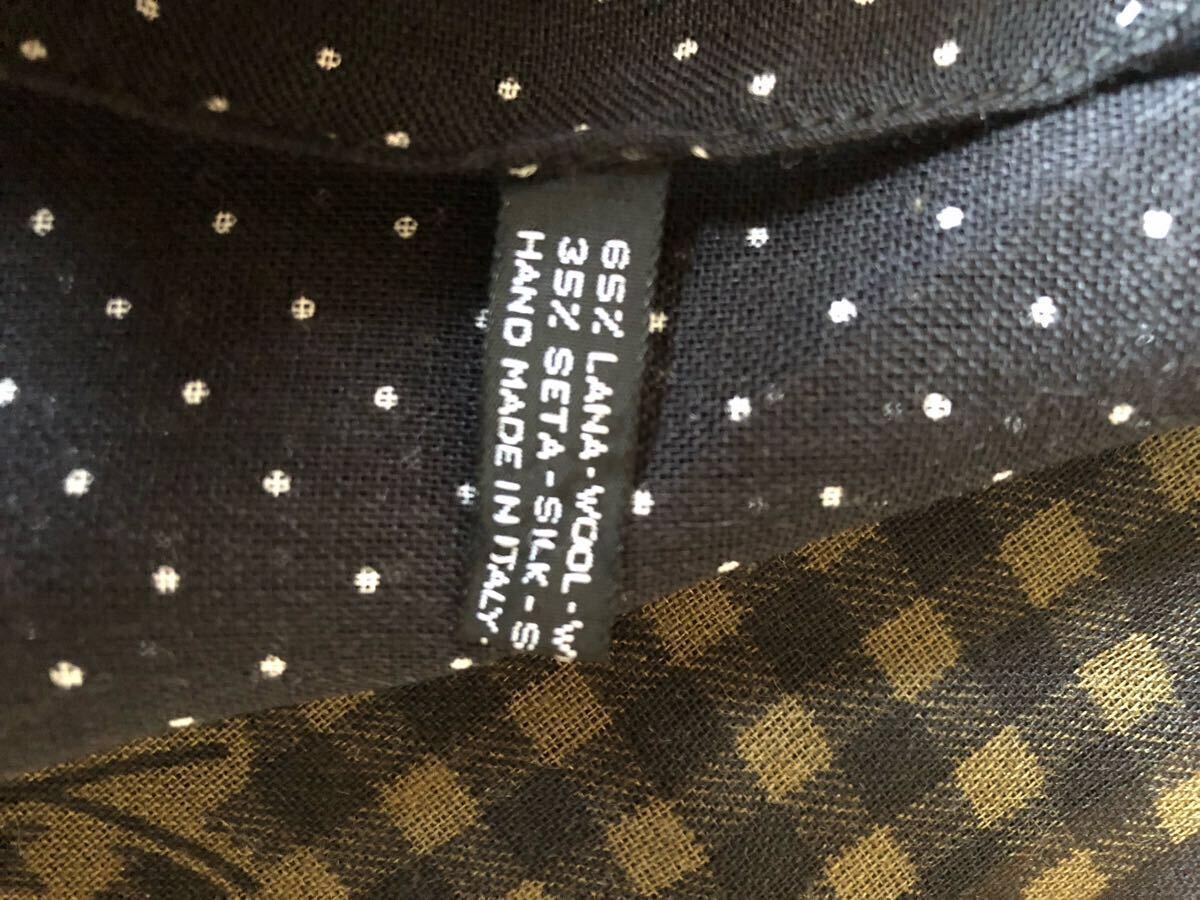 65% LANA-WOOL-W
35% SETA-SILK-S
HAND MADE IN ITALY.